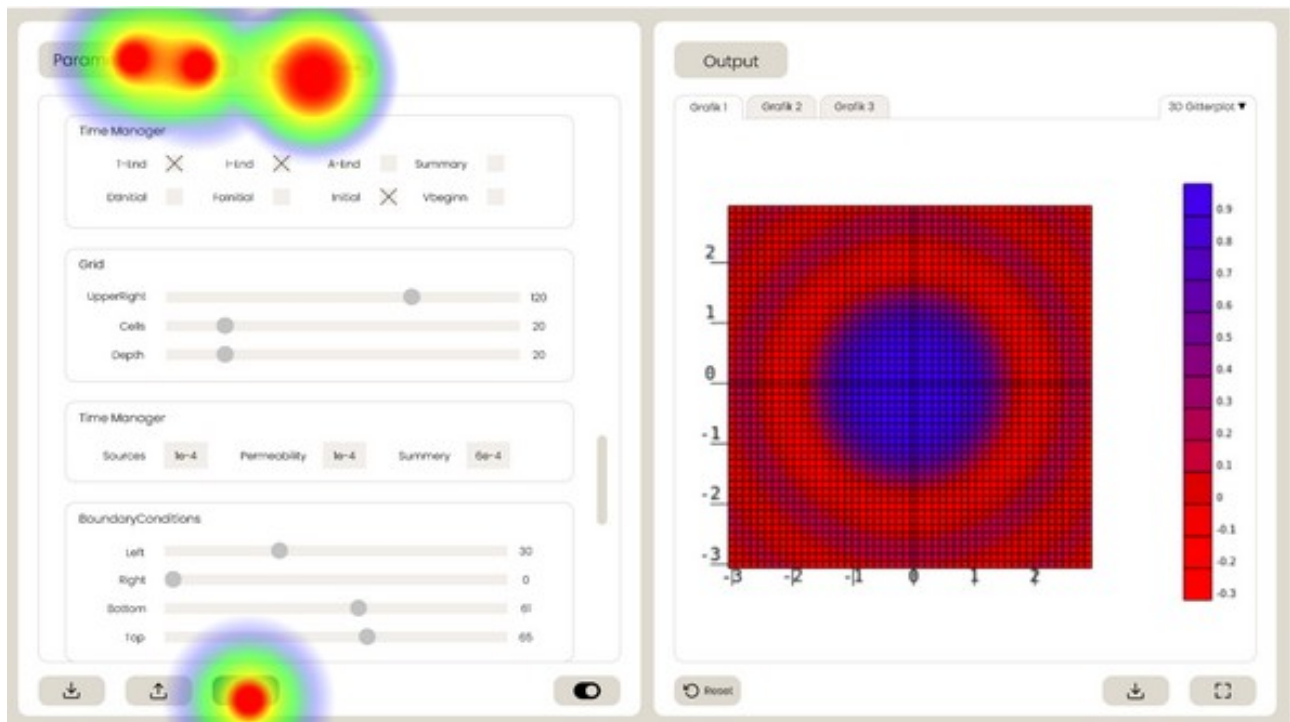 Output
Grafik 1 Grafik 2 Grafik 3 3D Gitterplot ▼
Time Manager
T-End I-End A-End Summary
Initial Vbeginn
Grid
UpperRight 120
Cells 20
Depth 20
Time Manager
Sources 1e-4 Permeability 1e-4 Summery 6e-4
BoundaryConditions
Left 30
Right 0
Bottom 61
Top 65
2
1
0
-1
-2
-3
-3 -2 -1 0 1 2
0.9
0.8
0.7
0.6
0.5
0.4
0.3
0.2
0.1
0
-0.1
-0.2
-0.3
Reset